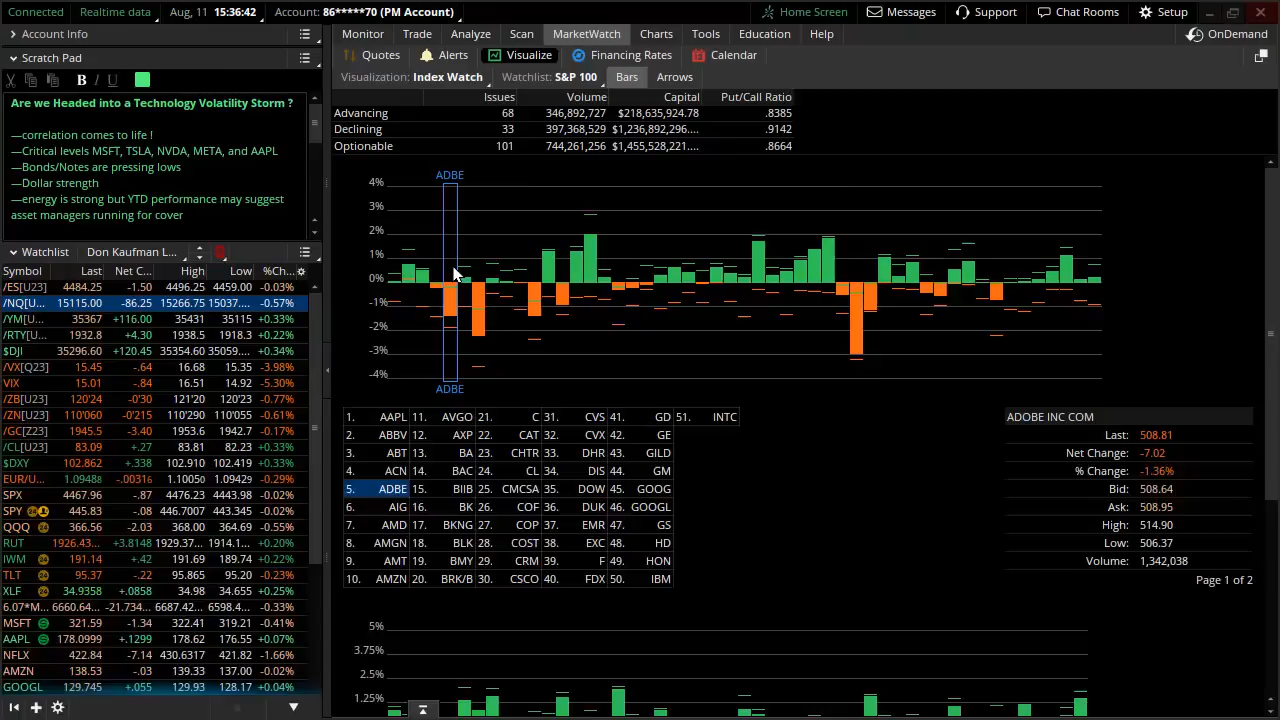 Connected Realtime data Aug, 11 15:36:42 Account: 86*****70 (PM Account) Home Screen Messages Support Chat Rooms Setup
Account Info
Monitor Trade Analyze Scan MarketWatch Charts Tools Education Help OnDemand
Scratch Pad
Quotes Alerts Visualize Financing Rates Calendar
B I U
Visualization: Index Watch Watchlist: S&P 100 Bars Arrows
Are we Headed into a Technology Volatility Storm ?
—correlation comes to life !
—Critical levels MSFT, TSLA, NVDA, META, and AAPL
—Bonds/Notes are pressing lows
—Dollar strength
—energy is strong but YTD performance may suggest
asset managers running for cover
Issues Volume Capital Put/Call Ratio
Advancing 68 346,892,727 $218,635,924.78 .8385
Declining 33 397,368,529 $1,236,892,296.... .9142
Optionable 101 744,261,256 $1,455,528,221.... .8664
Watchlist Don Kaufman L...
Symbol Last Net C... High Low %Ch...
/ES[U23] 4484.25 -1.50 4496.25 4459.00 -0.03%
/NQ[U... 15115.00 -86.25 15266.75 15037.... -0.57%
/YM[U... 35367 +116.00 35431 35115 +0.33%
/RTY[U... 1932.8 +4.30 1938.5 1918.3 +0.22%
$DJI 35296.60 +120.45 35354.60 35059.... +0.34%
/VX[Q23] 15.45 -.64 16.68 15.35 -3.98%
VIX 15.01 -.84 16.51 14.92 -5.30%
/ZB[U23] 120'24 -0'30 121'20 120'23 -0.77%
/ZN[U23] 110'010 -0'215 110'290 110'055 -0.61%
/GC[Z23] 1945.5 -3.40 1953.6 1942.7 -0.17%
/CL[U23] 83.09 +.27 83.81 82.23 +0.33%
$DXY 102.862 +.338 102.910 102.419 +0.33%
EUR/U... 1.09488 -.00316 1.10050 1.09429 -0.29%
SPX 4467.96 -.87 4476.23 4443.98 -0.02%
SPY 445.83 -.08 446.7007 443.345 -0.02%
QQQ 366.56 -2.03 368.00 364.69 -0.55%
RUT 1926.43... +3.8148 1929.37... 1914.1... +0.20%
IWM 191.14 +.42 191.69 189.74 +0.22%
TLT 95.37 -.22 95.865 95.20 -0.23%
XLF 34.9358 +.0858 34.98 34.655 +0.25%
6.07*M... 6660.64... -21.734... 6687.42... 6598.4... -0.33%
MSFT 321.59 -1.34 322.41 319.21 -0.41%
AAPL 178.0999 +.1299 178.62 176.55 +0.07%
NFLX 422.84 -7.14 430.6317 421.82 -1.66%
AMZN 138.53 -.03 139.33 137.00 -0.02%
GOOGL 129.745 +.055 129.93 128.17 +0.04%
ADBE
4%
3%
2%
1%
0%
-1%
-2%
-3%
-4%
ADBE
1. AAPL 11. AVGO 21. C 31. CVS 41. GD 51. INTC
2. ABBV 12. AXP 22. CAT 32. CVX 42. GE
3. ABT 13. BA 23. CHTR 33. DHR 43. GILD
4. ACN 14. BAC 24. CL 34. DIS 44. GM
5. ADBE 15. BIIB 25. CMCSA 35. DOW 45. GOOG
6. AIG 16. BK 26. COF 36. DUK 46. GOOGL
7. AMD 17. BKNG 27. COP 37. EMR 47. GS
8. AMGN 18. BLK 28. COST 38. EXC 48. HD
9. AMT 19. BMY 29. CRM 39. F 49. HON
10. AMZN 20. BRK/B 30. CSCO 40. FDX 50. IBM
ADOBE INC COM
Last: 508.81
Net Change: -7.02
% Change: -1.36%
Bid: 508.64
Ask: 508.95
High: 514.90
Low: 506.37
Volume: 1,342,038
Page 1 of 2
5%
3.75%
2.5%
1.25%